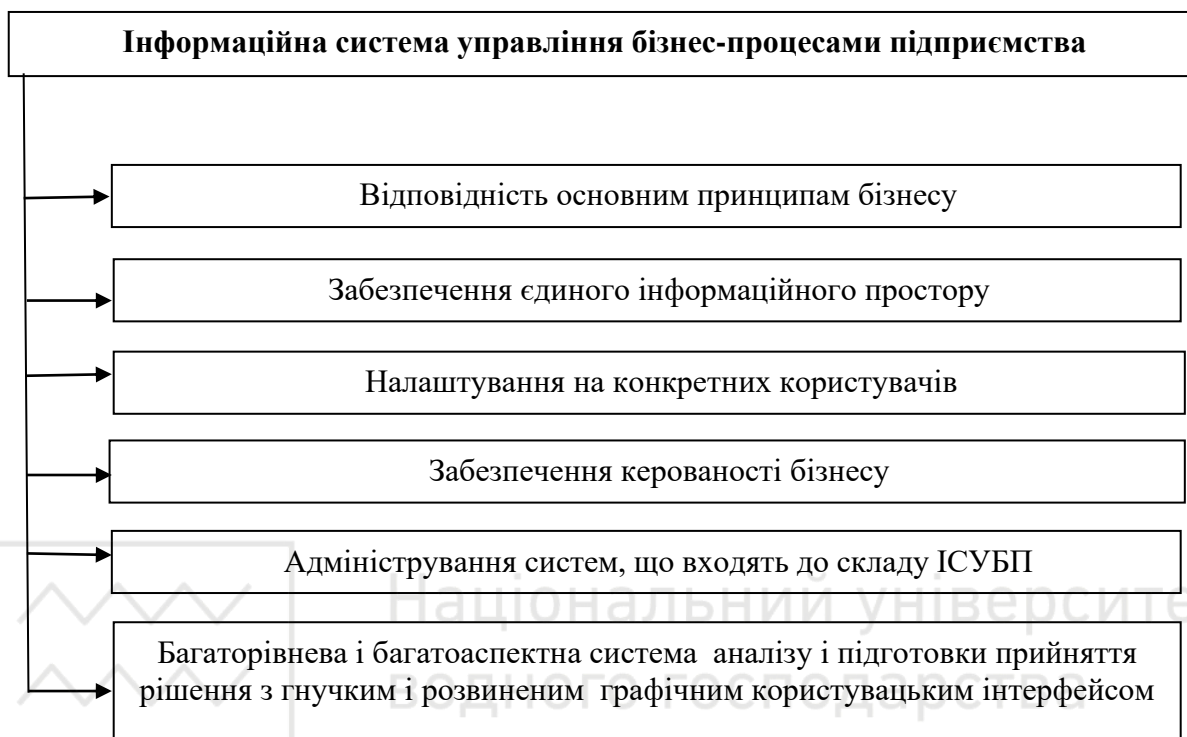 Інформаційна система управління бізнес-процесами підприємства
Відповідність основним принципам бізнесу
Забезпечення єдиного інформаційного простору
Налаштування на конкретних користувачів
Забезпечення керованості бізнесу
Адміністрування систем, що входять до складу ІСУБП
Національний університе
Багаторівнева і багатоаспектна система аналізу і підготовки прийняття
рішення з гнучким і розвиненим графічним користувацьким інтерфейсом
водного господарства